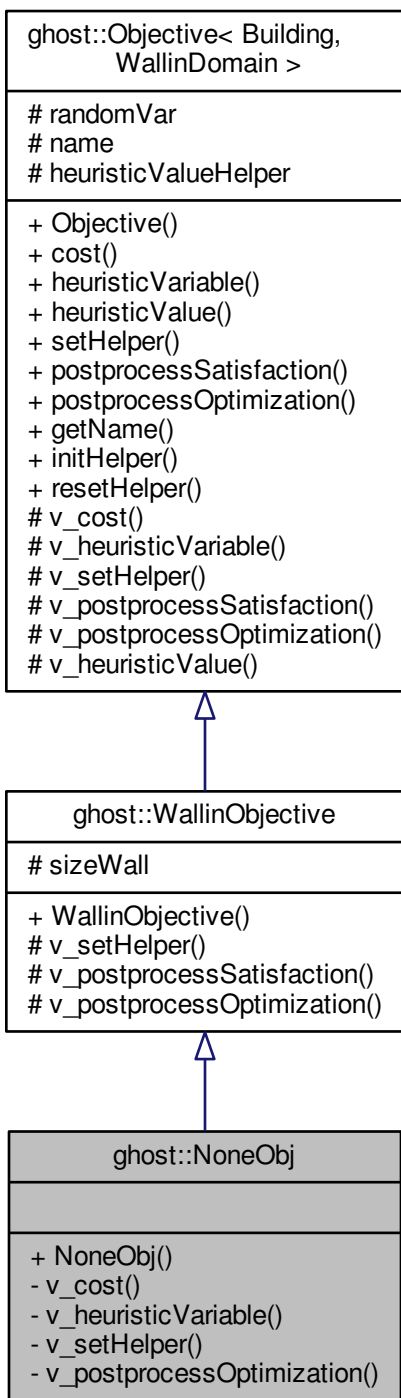 ghost::Objective< Building,
WallinDomain >
# randomVar
# name
# heuristicValueHelper
+ Objective()
+ cost()
+ heuristicVariable()
+ heuristicValue()
+ setHelper()
+ postprocessSatisfaction()
+ postprocessOptimization()
+ getName()
+ initHelper()
+ resetHelper()
# v_cost()
# v_heuristicVariable()
# v_setHelper()
# v_postprocessSatisfaction()
# v_postprocessOptimization()
# v_heuristicValue()
ghost::WallinObjective
# sizeWall
+ WallinObjective()
# v_setHelper()
# v_postprocessSatisfaction()
# v_postprocessOptimization()
ghost::NoneObj
+ NoneObj()
- v_cost()
- v_heuristicVariable()
- v_setHelper()
- v_postprocessOptimization()